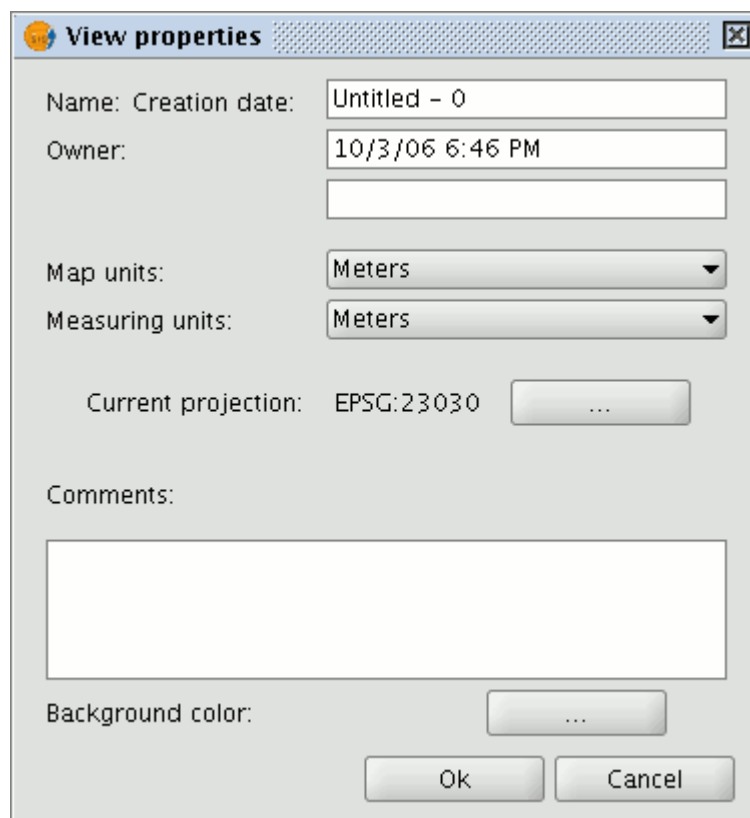 View properties
Name: Creation date: Untitled – 0
Owner: 10/3/06 6:46 PM
Map units: Meters
Measuring units: Meters
Current projection: EPSG:23030 ...
Comments:
Background color: ...
Ok Cancel